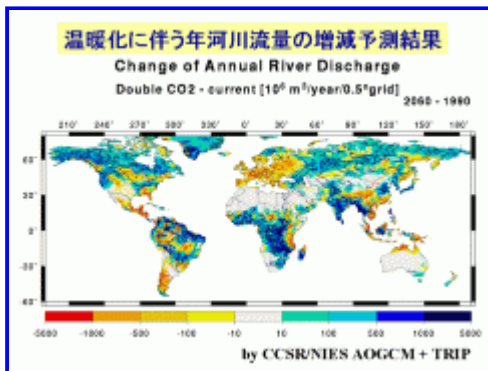 温暖化に伴う年河川流量の増減予測結果
Change of Annual River Discharge
Double CO2 - current [10⁶ m³/year/0.5°grid]
2060 - 1990
210° 240° 270° 300° 330° 0° 30° 60° 90° 120° 150° 180°
60°
30°
0°
-30°
-60°
-5000 -1000 -500 -100 -10 10 100 500 1000 5000
by CCSR/NIES AOGCM + TRIP